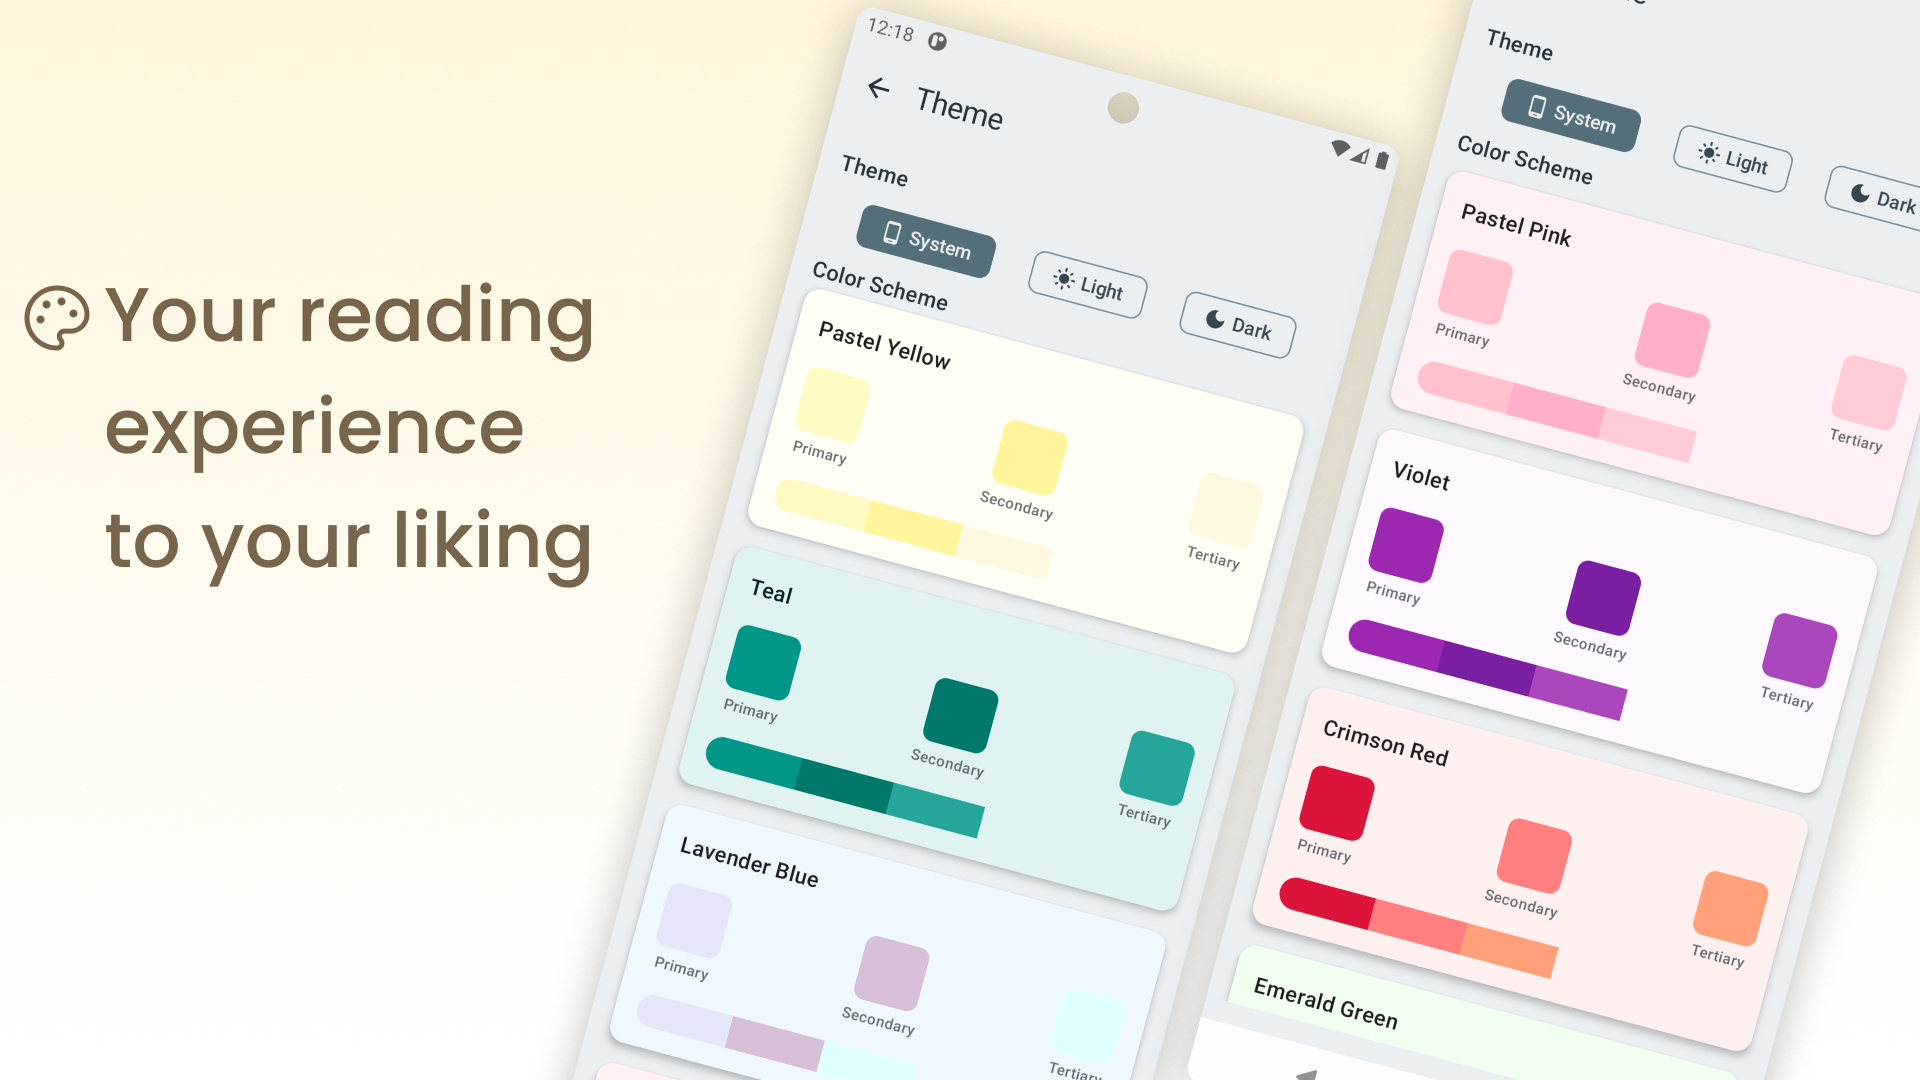 Your reading
experience
to your liking
12:18
Theme
Theme
System
Light
Dark
Color Scheme
Pastel Yellow
Primary
Secondary
Tertiary
Teal
Primary
Secondary
Tertiary
Lavender Blue
Primary
Secondary
Tertiary
Theme
System
Light
Dark
Color Scheme
Pastel Pink
Primary
Secondary
Tertiary
Violet
Primary
Secondary
Tertiary
Crimson Red
Primary
Secondary
Tertiary
Emerald Green